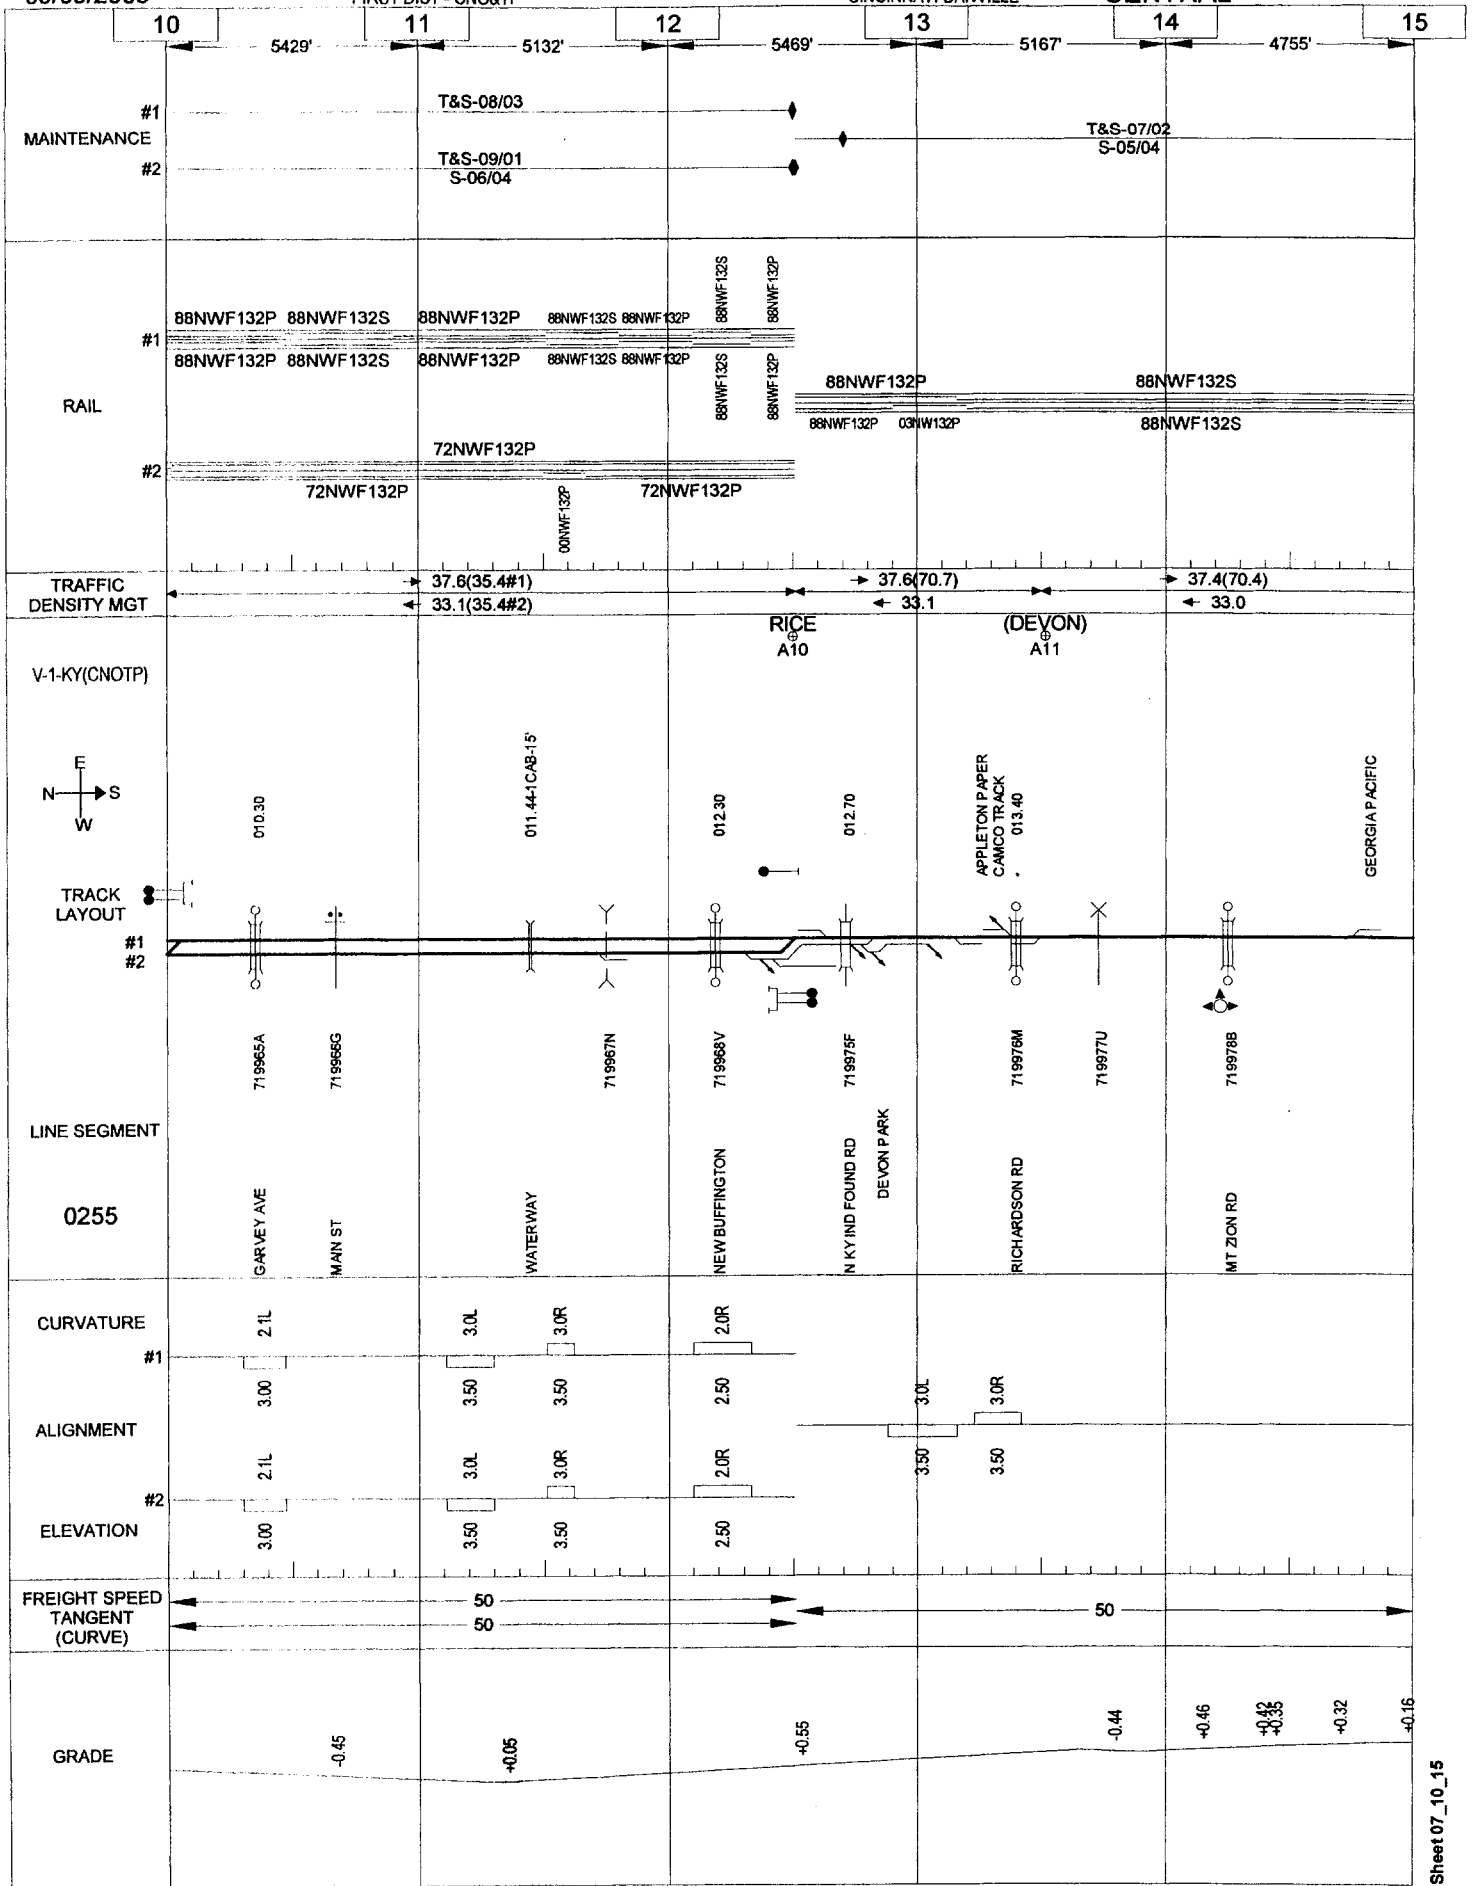 FIRST DIST - CNO&TP
10 11 12 13 14 15
5429' 5132' 5469' 5167' 4755'
#1
T&S-08/03
MAINTENANCE
T&S-07/02
S-05/04
#2
T&S-09/01
S-06/04
88NWF132S 88NWF132P
88NWF132P 88NWF132S 88NWF132P 88NWF132S 88NWF132P
#1
88NWF132P 88NWF132S 88NWF132P 88NWF132S 88NWF132P
88NWF132S 88NWF132P
RAIL
88NWF132P 88NWF132S
88NWF132P 03NW132P 88NWF132S
72NWF132P
#2
72NWF132P 72NWF132P
00NWF132P
TRAFFIC
DENSITY MGT
37.6(35.4#1) 37.6(70.7) 37.4(70.4)
33.1(35.4#2) 33.1 33.0
RICE (DEVON)
A10 A11
V-1-KY(CNOTP)
E
N S
W
010.30 011.44-1CAB-15' 012.30 012.70
APPLETON PAPER
CAMCO TRACK
013.40
GEORGIA PACIFIC
TRACK
LAYOUT
#1
#2
719965A 719966G 719967N 719968V 719975F 719976M 719977U 719978B
LINE SEGMENT
0255
GARVEY AVE
MAIN ST
WATERWAY
NEW BUFFINGTON
N KY IND FOUND RD
DEVON PARK
RICHARDSON RD
MT ZION RD
CURVATURE
2.1L 3.0L 3.0R 2.0R
#1
3.00 3.50 3.50 2.50
3.0L 3.0R
ALIGNMENT
3.50 3.50
2.1L 3.0L 3.0R 2.0R
#2
3.00 3.50 3.50 2.50
ELEVATION
FREIGHT SPEED
TANGENT
(CURVE)
50
50
50
GRADE
-0.45 +0.05 +0.55 -0.44 +0.46 +0.42 +0.35 +0.32 +0.16
Sheet 07_10_15